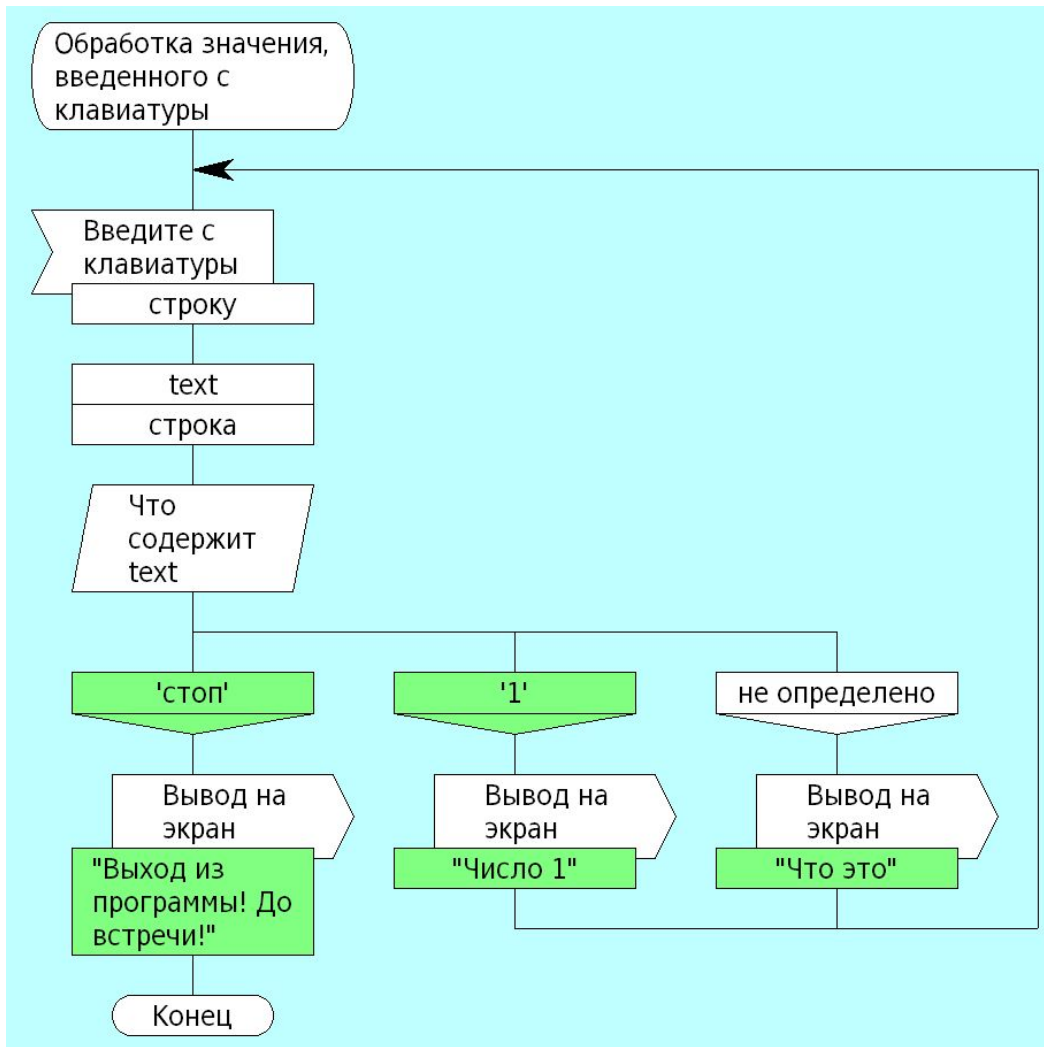 Обработка значения,
введенного с
клавиатуры
Введите с
клавиатуры
строку
text
строка
Что
содержит
text
'стоп'
'1'
не определено
Вывод на
экран
"Выход из
программы! До
встречи!"
Вывод на
экран
"Число 1"
Вывод на
экран
"Что это"
Конец